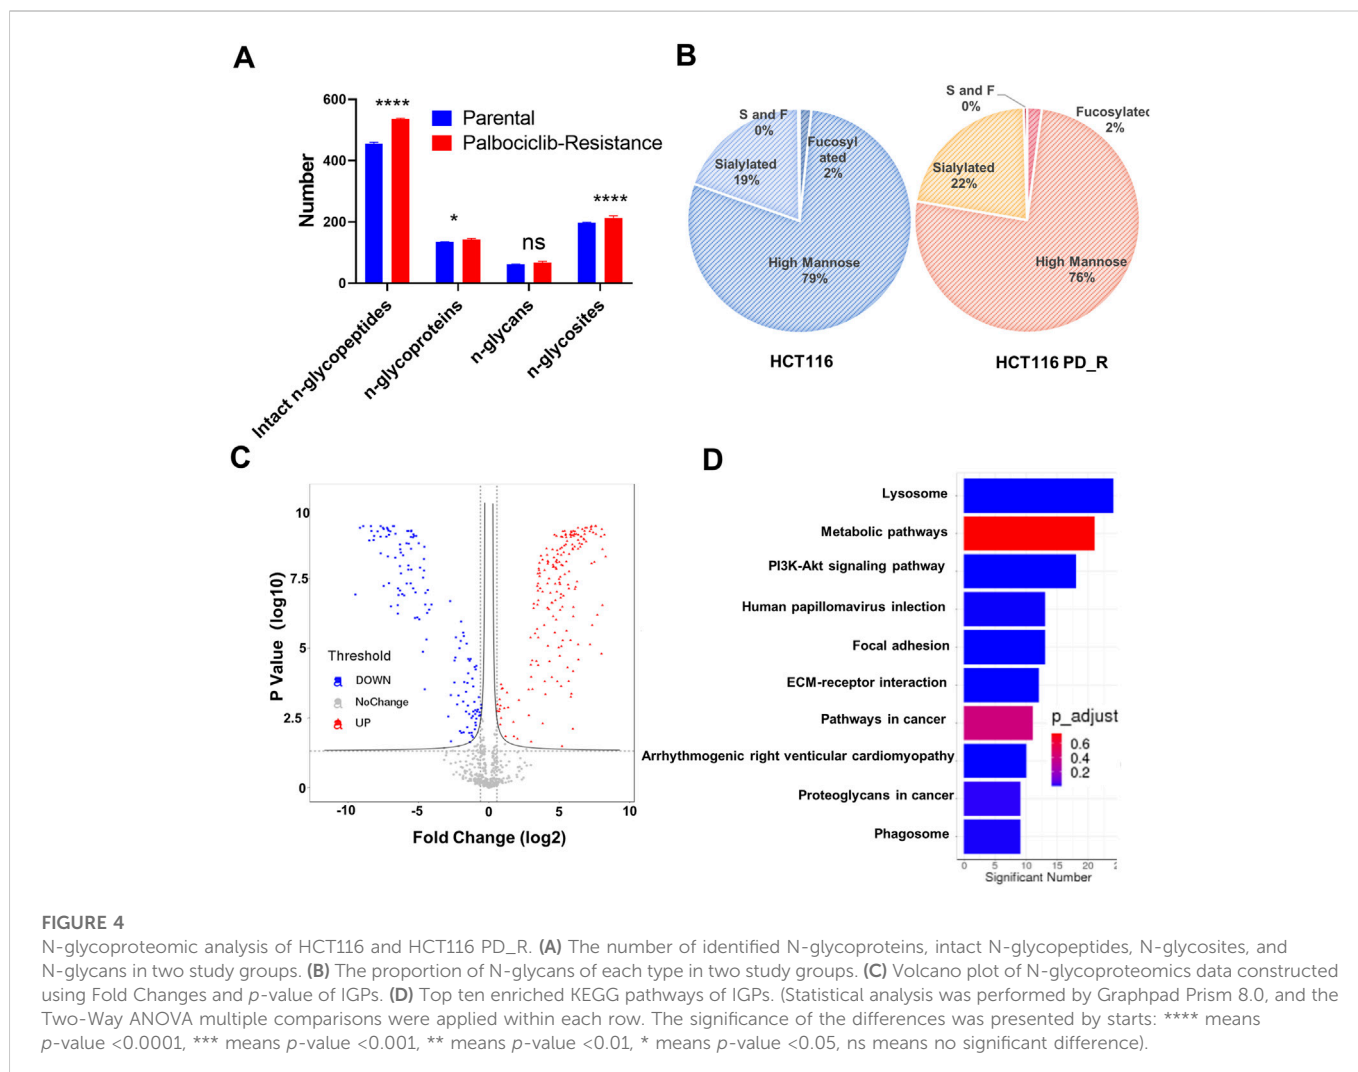 A
600
400
200
0
Number
****
*
ns
****
Parental
Palbociclib-Resistance
Intact n-glycopeptides
n-glycoproteins
n-glycans
n-glycosites
B
S and F
0%
Fucosyl
ated
2%
Sialylated
19%
High Mannose
79%
HCT116
S and F
0%
Fucosylated
2%
Sialylated
22%
High Mannose
76%
HCT116 PD_R
C
10
7.5
5
2.5
0
P Value (log10)
Threshold
DOWN
NoChange
UP
-10
-5
0
5
10
Fold Change (log2)
D
Lysosome
Metabolic pathways
PI3K-Akt signaling pathway
Human papillomavirus inlection
Focal adhesion
ECM-receptor interaction
Pathways in cancer
Arrhythmogenic right venticular cardiomyopathy
Proteoglycans in cancer
Phagosome
p_adjust
0.6
0.4
0.2
0 5 10 15 20 2
Significant Number
FIGURE 4
N-glycoproteomic analysis of HCT116 and HCT116 PD_R. (A) The number of identified N-glycoproteins, intact N-glycopeptides, N-glycosites, and
N-glycans in two study groups. (B) The proportion of N-glycans of each type in two study groups. (C) Volcano plot of N-glycoproteomics data constructed
using Fold Changes and p-value of IGPs. (D) Top ten enriched KEGG pathways of IGPs. (Statistical analysis was performed by Graphpad Prism 8.0, and the
Two-Way ANOVA multiple comparisons were applied within each row. The significance of the differences was presented by starts: **** means
p-value <0.0001, *** means p-value <0.001, ** means p-value <0.01, * means p-value <0.05, ns means no significant difference).